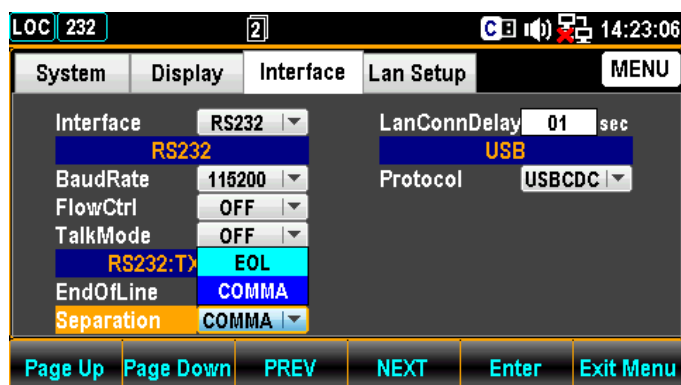 LOC 232 2 C 14:23:06
System Display Interface Lan Setup MENU
Interface RS232 LanConnDelay 01 sec
RS232 USB
BaudRate 115200 Protocol USBCDC
FlowCtrl OFF
TalkMode OFF
RS232:TX EOL
EndOfLine COMMA
Separation COMMA
Page Up Page Down PREV NEXT Enter Exit Menu